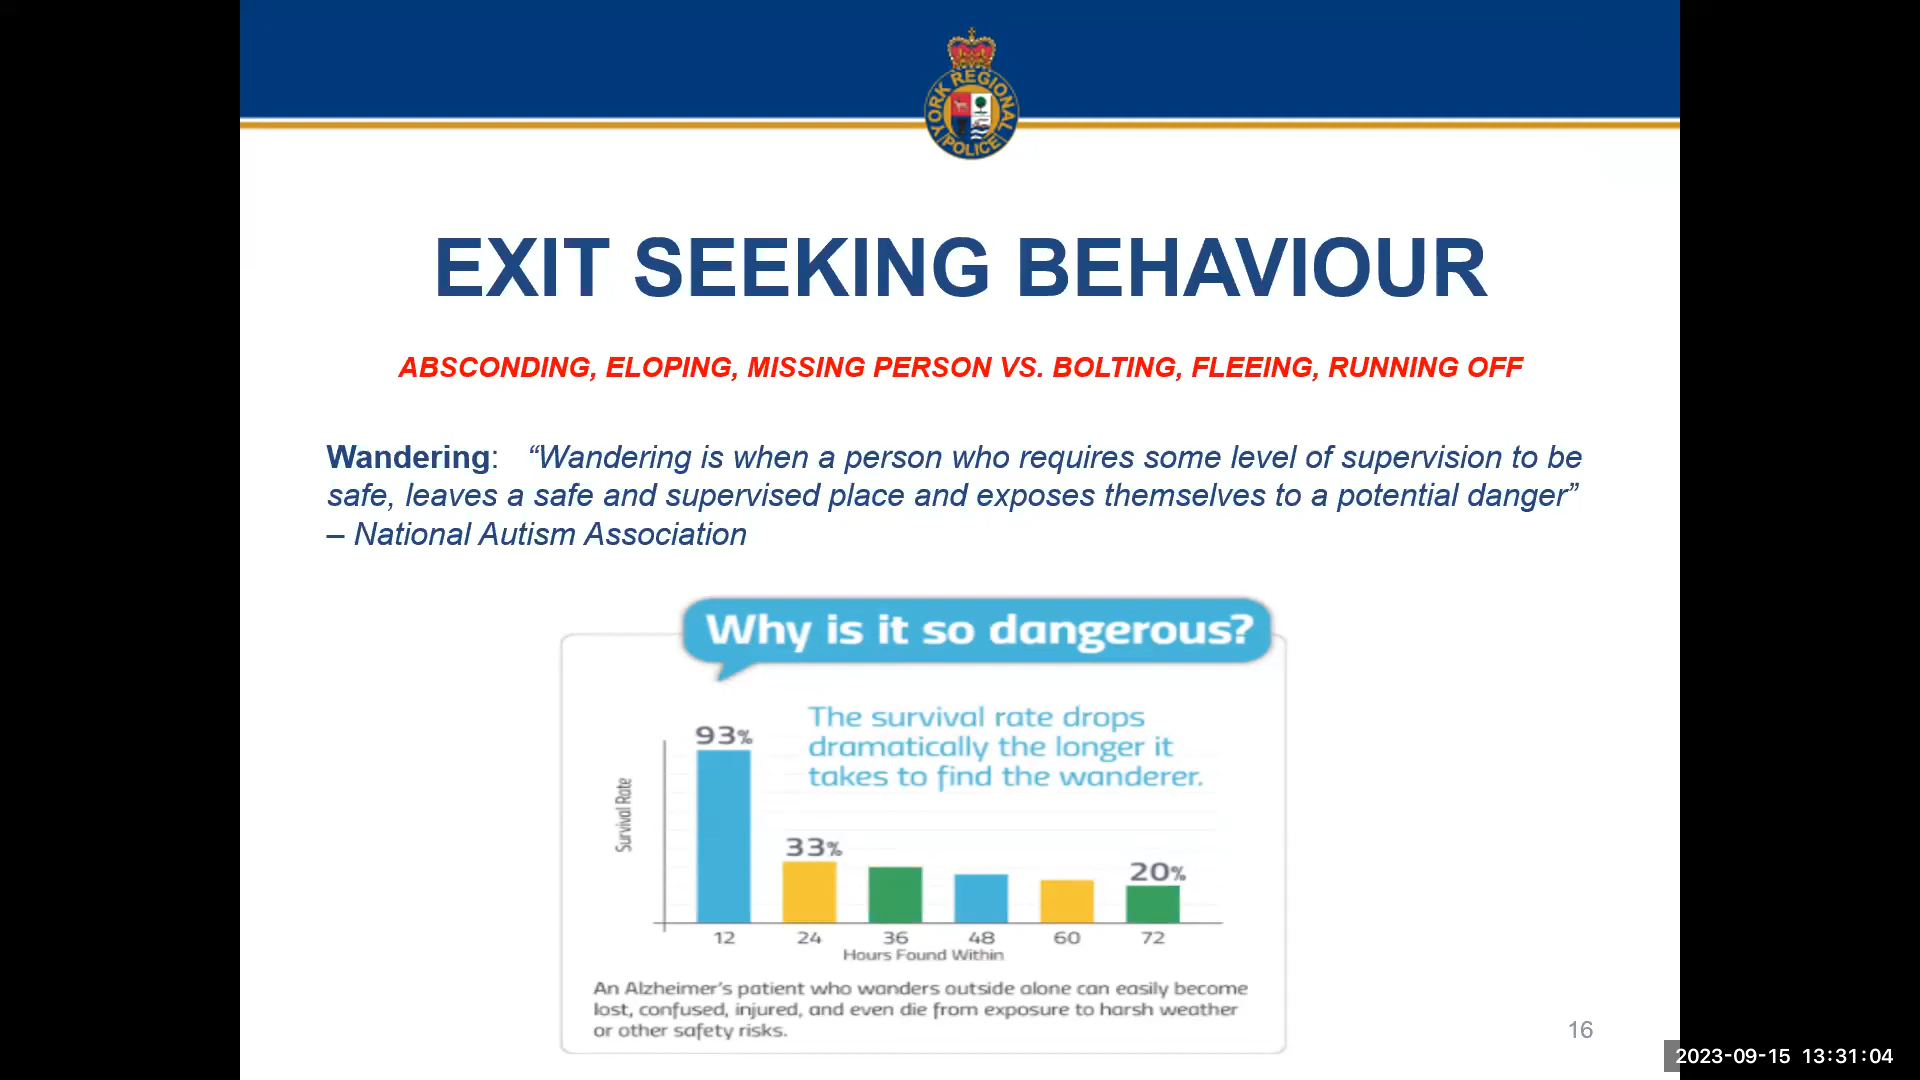 YORK REGIONAL
POLICE
EXIT SEEKING BEHAVIOUR
ABSCONDING, ELOPING, MISSING PERSON VS. BOLTING, FLEEING, RUNNING OFF
Wandering: “Wandering is when a person who requires some level of supervision to be
safe, leaves a safe and supervised place and exposes themselves to a potential danger”
– National Autism Association
Why is it so dangerous?
The survival rate drops
dramatically the longer it
takes to find the wanderer.
Survival Rate
93%
33%
20%
12 24 36 48 60 72
Hours Found Within
An Alzheimer's patient who wanders outside alone can easily become
lost, confused, injured, and even die from exposure to harsh weather
or other safety risks.
16
2023-09-15 13:31:04